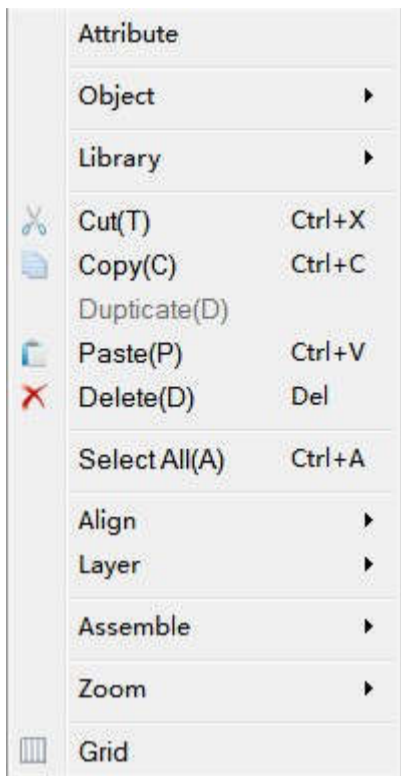 Attribute
Object
Library
Cut(T) Ctrl+X
Copy(C) Ctrl+C
Dupticate(D)
Paste(P) Ctrl+V
Delete(D) Del
Select All(A) Ctrl+A
Align
Layer
Assemble
Zoom
Grid